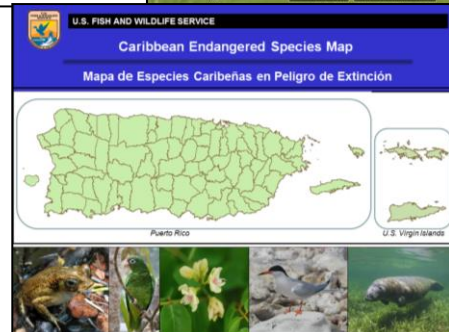 U.S. FISH AND WILDLIFE SERVICE
Caribbean Endangered Species Map
Mapa de Especies Caribeñas en Peligro de Extinción
Puerto Rico
U.S. Virgin Islands